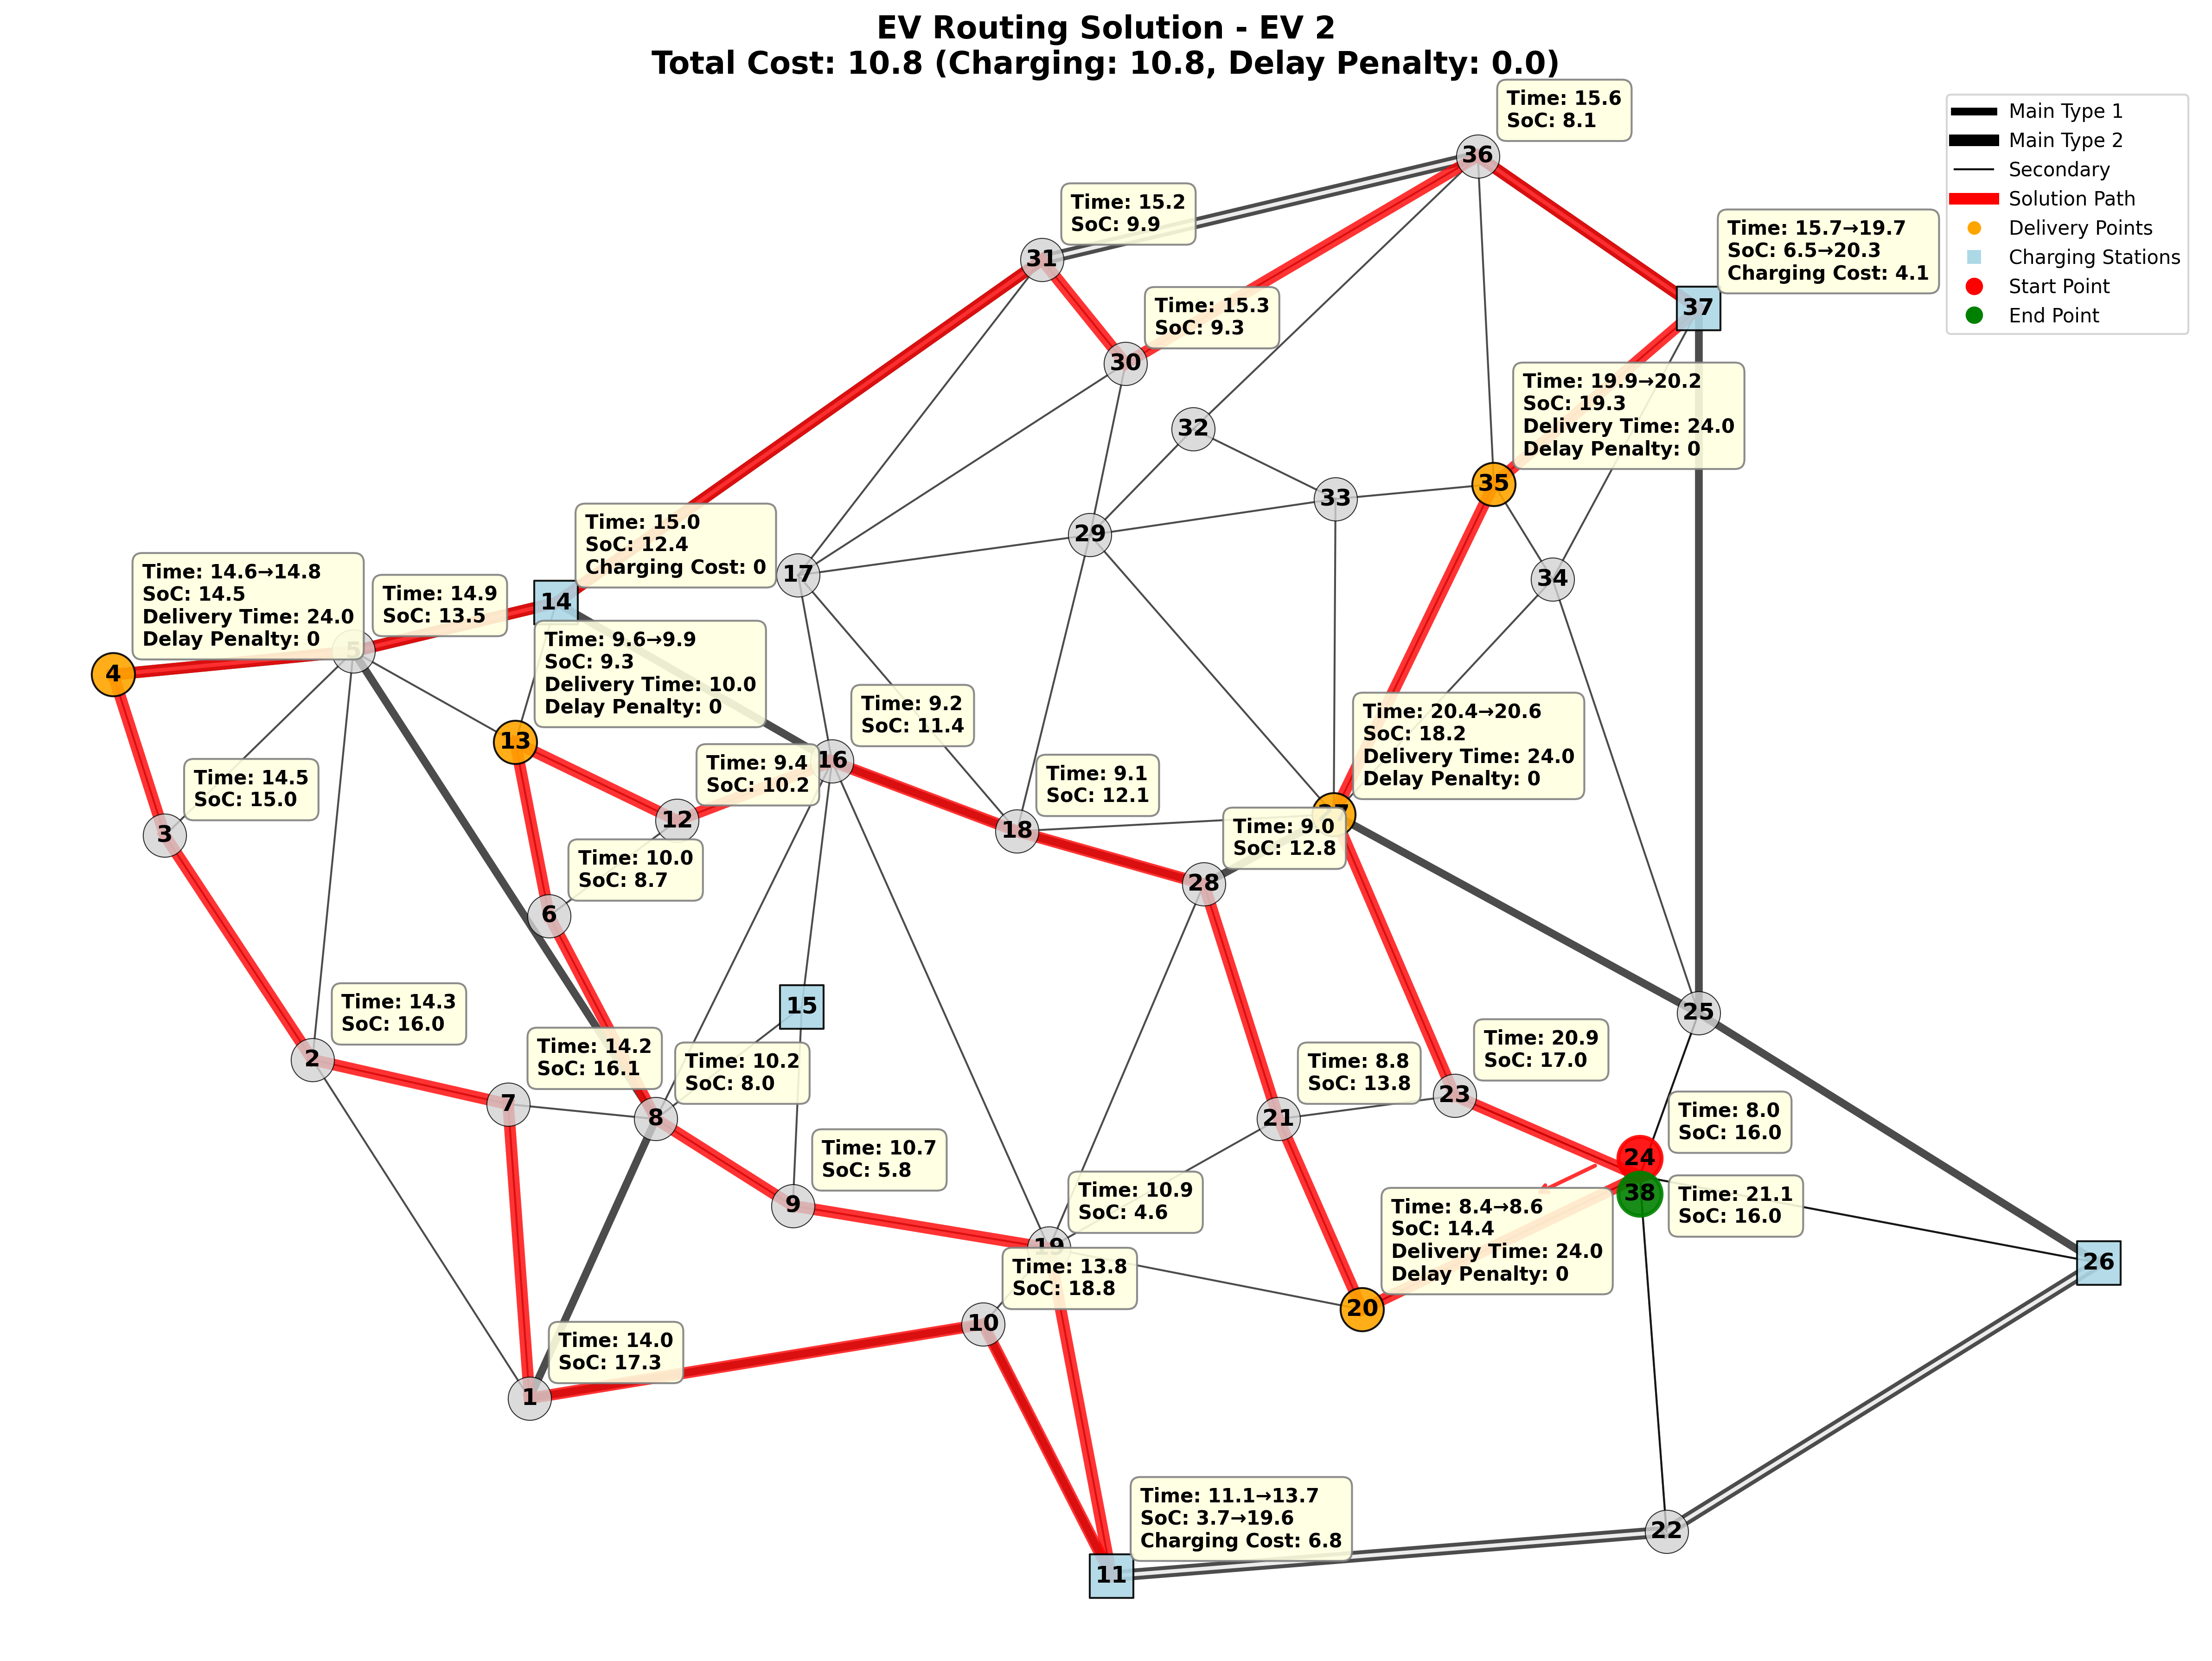 EV Routing Solution - EV 2
Total Cost: 10.8 (Charging: 10.8, Delay Penalty: 0.0)
Main Type 1
Main Type 2
Secondary
Solution Path
Delivery Points
Charging Stations
Start Point
End Point
Time: 15.6
SoC: 8.1
36
Time: 15.2
SoC: 9.9
31
Time: 15.7→19.7
SoC: 6.5→20.3
Charging Cost: 4.1
37
Time: 15.3
SoC: 9.3
30
Time: 19.9→20.2
SoC: 19.3
Delivery Time: 24.0
Delay Penalty: 0
35
32
33
29
34
17
Time: 15.0
SoC: 12.4
Charging Cost: 0
14
Time: 14.6→14.8
SoC: 14.5
Delivery Time: 24.0
Delay Penalty: 0
4
Time: 14.9
SoC: 13.5
5
Time: 9.6→9.9
SoC: 9.3
Delivery Time: 10.0
Delay Penalty: 0
13
Time: 9.2
SoC: 11.4
16
Time: 9.4
SoC: 10.2
12
Time: 14.5
SoC: 15.0
3
Time: 9.1
SoC: 12.1
18
Time: 20.4→20.6
SoC: 18.2
Delivery Time: 24.0
Delay Penalty: 0
27
Time: 9.0
SoC: 12.8
28
Time: 10.0
SoC: 8.7
6
15
25
Time: 14.3
SoC: 16.0
2
Time: 14.2
SoC: 16.1
7
Time: 10.2
SoC: 8.0
8
Time: 8.8
SoC: 13.8
21
Time: 20.9
SoC: 17.0
23
Time: 8.0
SoC: 16.0
24
Time: 10.7
SoC: 5.8
9
Time: 10.9
SoC: 4.6
19
Time: 21.1
SoC: 16.0
38
Time: 8.4→8.6
SoC: 14.4
Delivery Time: 24.0
Delay Penalty: 0
20
26
Time: 13.8
SoC: 18.8
10
Time: 14.0
SoC: 17.3
1
Time: 11.1→13.7
SoC: 3.7→19.6
Charging Cost: 6.8
11
22